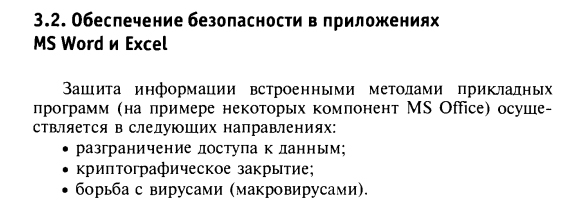 3.2. Обеспечение безопасности в приложениях
MS Word и Excel
Защита информации встроенными методами прикладных
программ (на примере некоторых компонент MS Office) осуще-
ствляется в следующих направлениях:
• разграничение доступа к данным;
• криптографическое закрытие;
• борьба с вирусами (макровирусами).